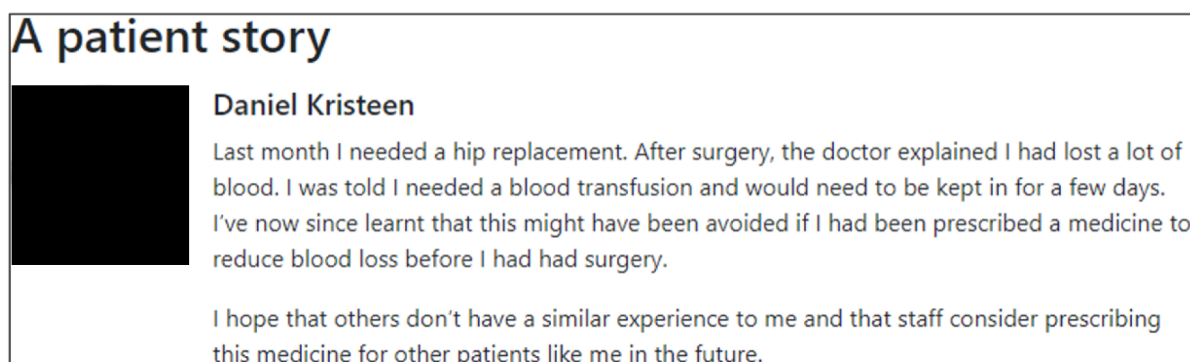 A patient story
Daniel Kristeen
Last month I needed a hip replacement. After surgery, the doctor explained I had lost a lot of
blood. I was told I needed a blood transfusion and would need to be kept in for a few days.
I've now since learnt that this might have been avoided if I had been prescribed a medicine to
reduce blood loss before I had had surgery.
I hope that others don't have a similar experience to me and that staff consider prescribing
this medicine for other patients like me in the future.